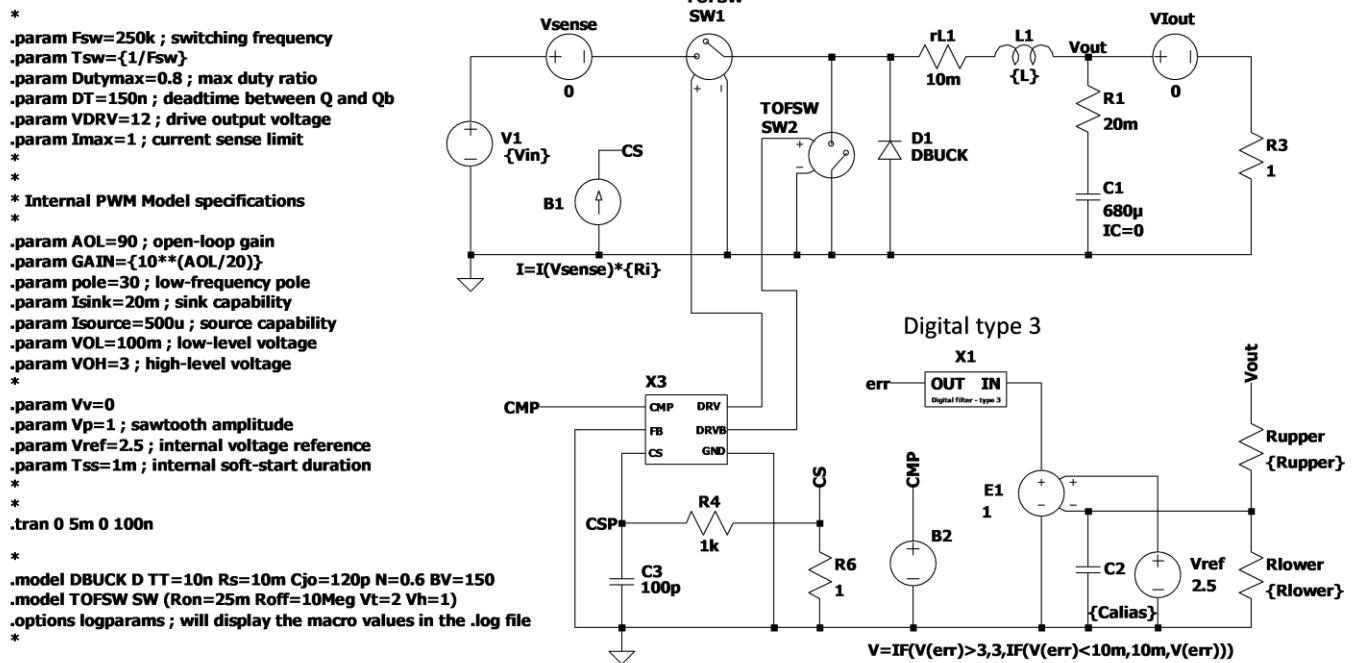 *
.param Fsw=250k ; switching frequency
.param Tsw={1/Fsw}
.param Dutymax=0.8 ; max duty ratio
.param DT=150n ; deadtime between Q and Qb
.param VDRV=12 ; drive output voltage
.param Imax=1 ; current sense limit
*
*
* Internal PWM Model specifications
*
.param AOL=90 ; open-loop gain
.param GAIN={10**(AOL/20)}
.param pole=30 ; low-frequency pole
.param Isink=20m ; sink capability
.param Isource=500u ; source capability
.param VOL=100m ; low-level voltage
.param VOH=3 ; high-level voltage
*
.param Vv=0
.param Vp=1 ; sawtooth amplitude
.param Vref=2.5 ; internal voltage reference
.param Tss=1m ; internal soft-start duration
*
*
.tran 0 5m 0 100n
*
.model DBUCK D TT=10n Rs=10m Cjo=120p N=0.6 BV=150
.model TOFSW SW (Ron=25m Roff=10Meg Vt=2 Vh=1)
.options logparams ; will display the macro values in the .log file
*
Vsense
0
SW1
+
−
V1
{Vin}
B1
CS
I=I(Vsense)*{Ri}
TOFSW
SW2
+
−
D1
DBUCK
rL1
10m
L1
{L}
Vout
VIout
0
R1
20m
C1
680µ
IC=0
R3
1
X3
CMP
CMP
DRV
FB
DRVB
CS
GND
CSP
R4
1k
C3
100p
CS
R6
1
Digital type 3
X1
err
OUT IN
Digital filter - type 3
CMP
B2
E1
1
C2
{Calias}
Vref
2.5
Vout
Rupper
{Rupper}
Rlower
{Rlower}
V=IF(V(err)>3,3,IF(V(err)<10m,10m,V(err)))